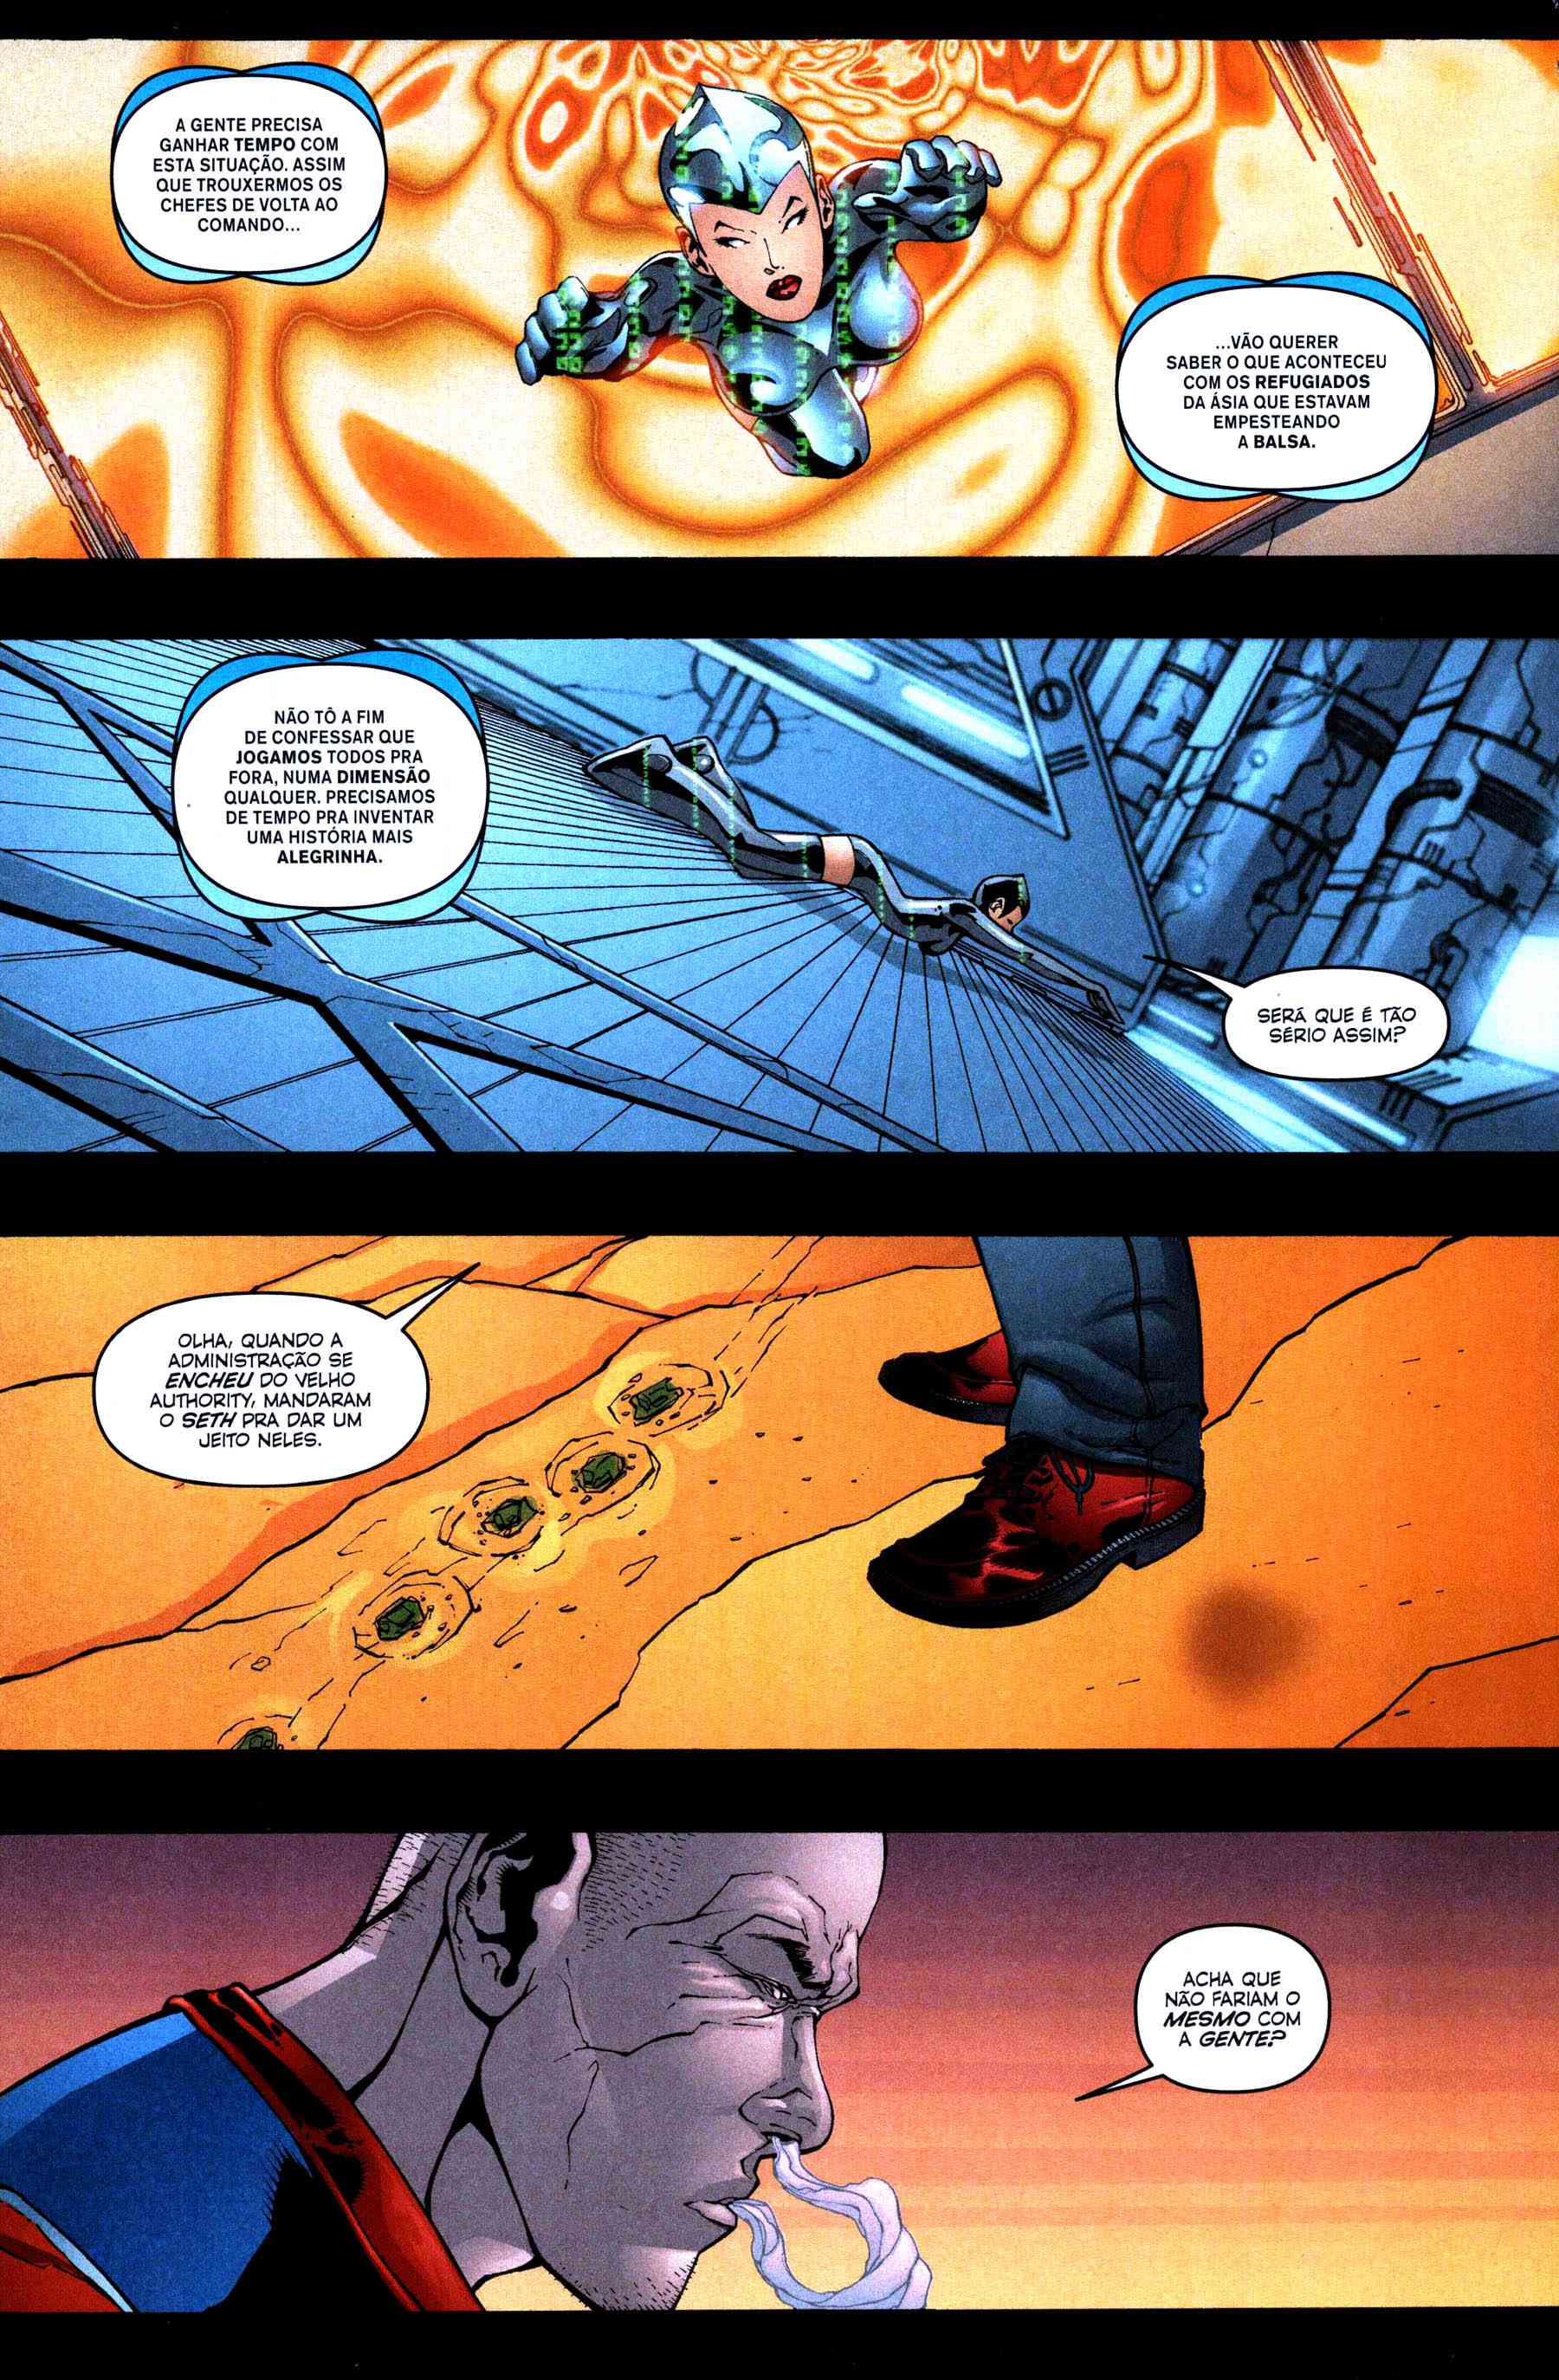 A GENTE PRECISA
GANHAR TEMPO COM
ESTA SITUAÇÃO. ASSIM
QUE TROUXERMOS OS
CHEFES DE VOLTA AO
COMANDO...
...VÃO QUERER
SABER O QUE ACONTECEU
COM OS REFUGIADOS
DA ÁSIA QUE ESTAVAM
EMPESTEANDO
A BALSA.
NÃO TÔ A FIM
DE CONFESSAR QUE
JOGAMOS TODOS PRA
FORA, NUMA DIMENSÃO
QUALQUER. PRECISAMOS
DE TEMPO PRA INVENTAR
UMA HISTÓRIA MAIS
ALEGRINHA.
SERÁ QUE É TÃO
SÉRIO ASSIM?
OLHA, QUANDO A
ADMINISTRAÇÃO SE
ENCHEU DO VELHO
AUTHORITY, MANDARAM
O SETH PRA DAR UM
JEITO NELES.
ACHA QUE
NÃO FARIAM O
MESMO COM
A GENTE?